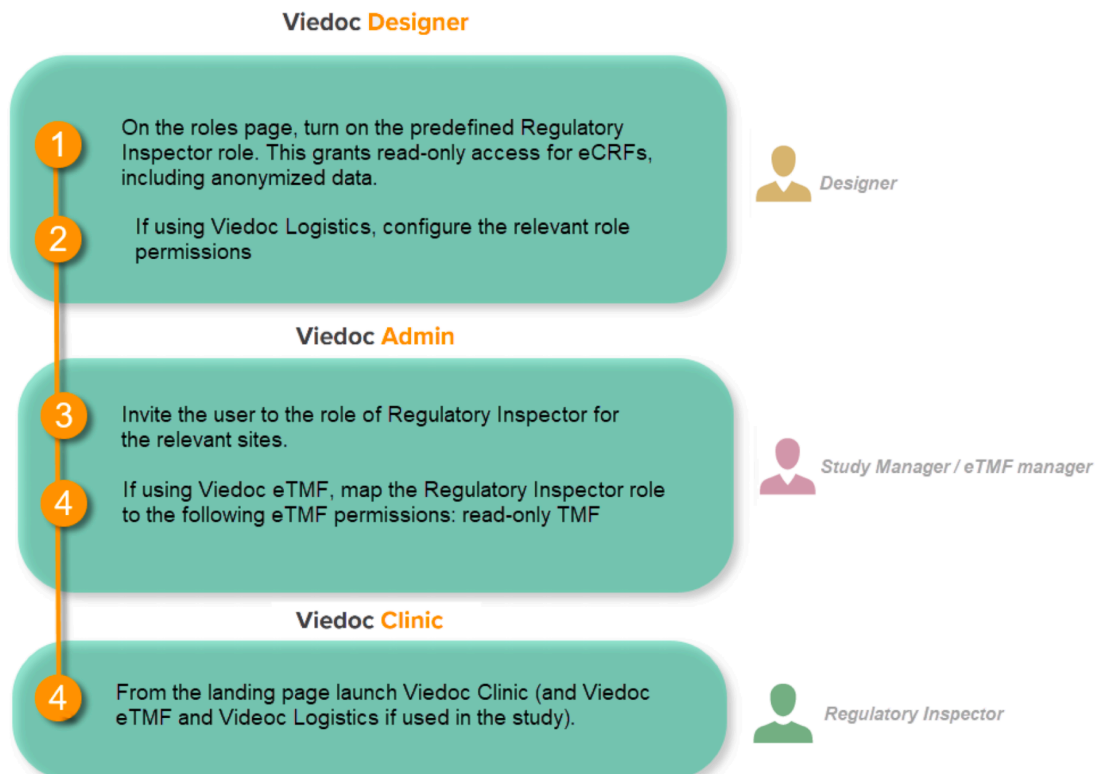 Viedoc Designer
1
On the roles page, turn on the predefined Regulatory
Inspector role. This grants read-only access for eCRFs,
including anonymized data.
Designer
2
If using Viedoc Logistics, configure the relevant role
permissions
Viedoc Admin
3
Invite the user to the role of Regulatory Inspector for
the relevant sites.
Study Manager / eTMF manager
4
If using Viedoc eTMF, map the Regulatory Inspector role
to the following eTMF permissions: read-only TMF
Viedoc Clinic
4
From the landing page launch Viedoc Clinic (and Viedoc
eTMF and Videoc Logistics if used in the study).
Regulatory Inspector